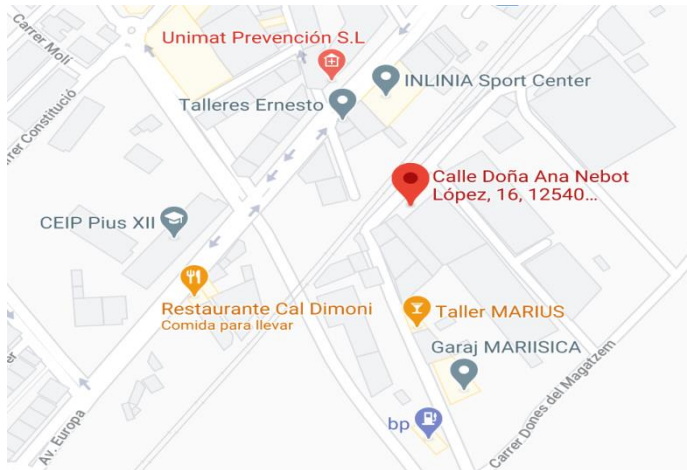 Carrer Molí
Unimat Prevención S.L
INLINIA Sport Center
Talleres Ernesto
Carrer Constitució
Calle Doña Ana Nebot
López, 16, 12540...
CEIP Pius XII
Restaurante Cal Dimoni
Comida para llevar
Taller MARIUS
Garaj MARIISICA
bp
Av. Europa
Carrer Dones del Magatzem